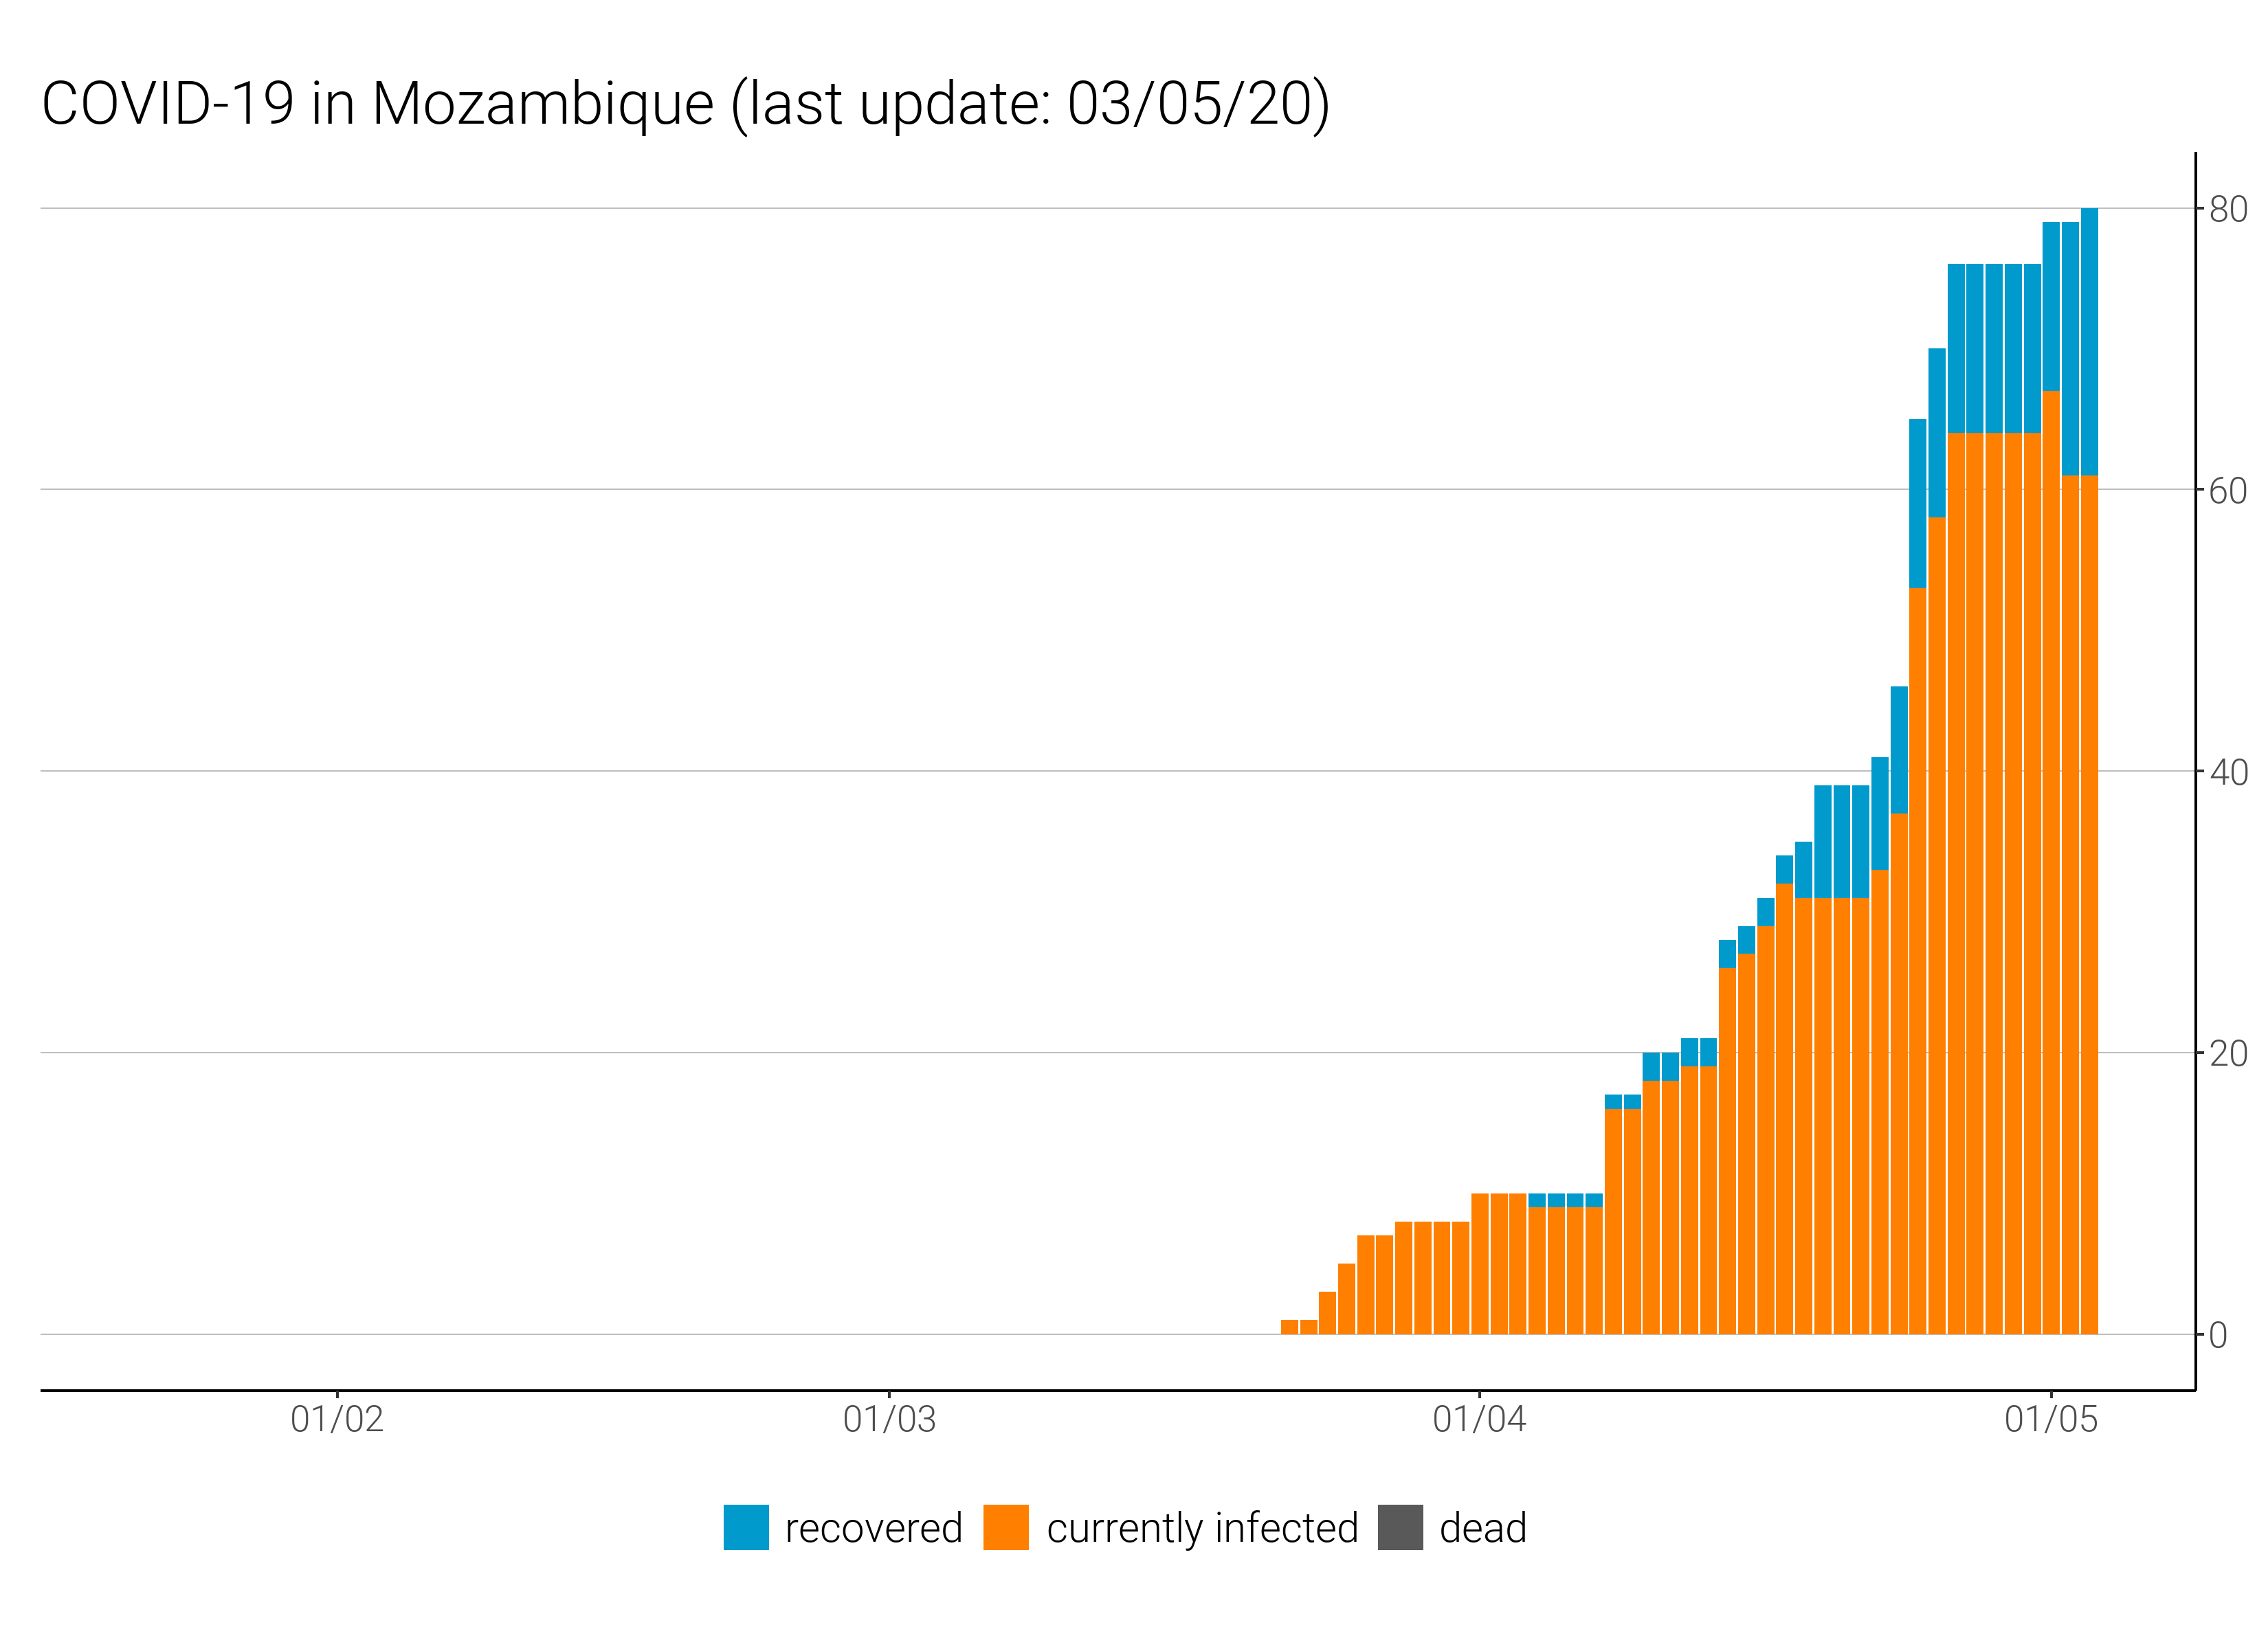 COVID-19 in Mozambique (last update: 03/05/20)
80
60
40
20
0
01/02 01/03 01/04 01/05
recovered currently infected dead